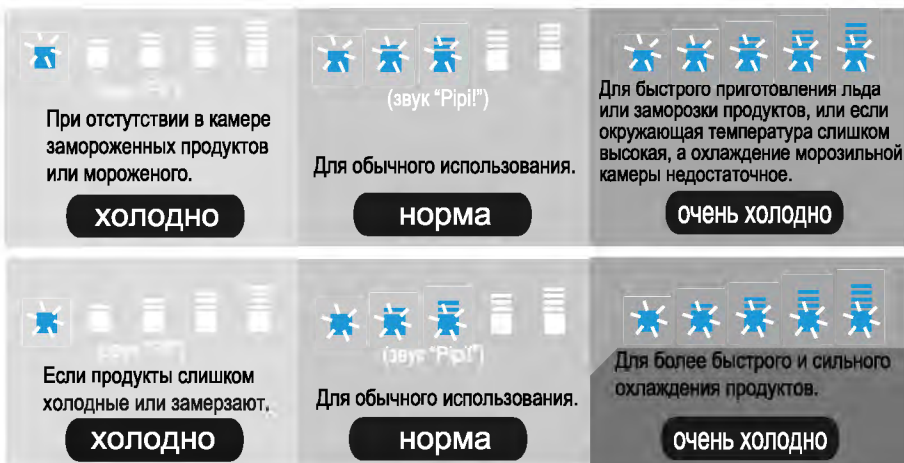 (звук "Pipi!")
При отстутствии в камере
замороженных продуктов
или мороженого.
холодно
Для обычного использования.
норма
Для быстрого приготовления льда
или заморозки продуктов, или если
окружающая температура слишком
высокая, а охлаждение морозильной
камеры недостаточное.
очень холодно
Если продукты слишком
холодные или замерзают.
холодно
(звук "Pipi!")
Для обычного использования.
норма
Для более быстрого и сильного
охлаждения продуктов.
очень холодно